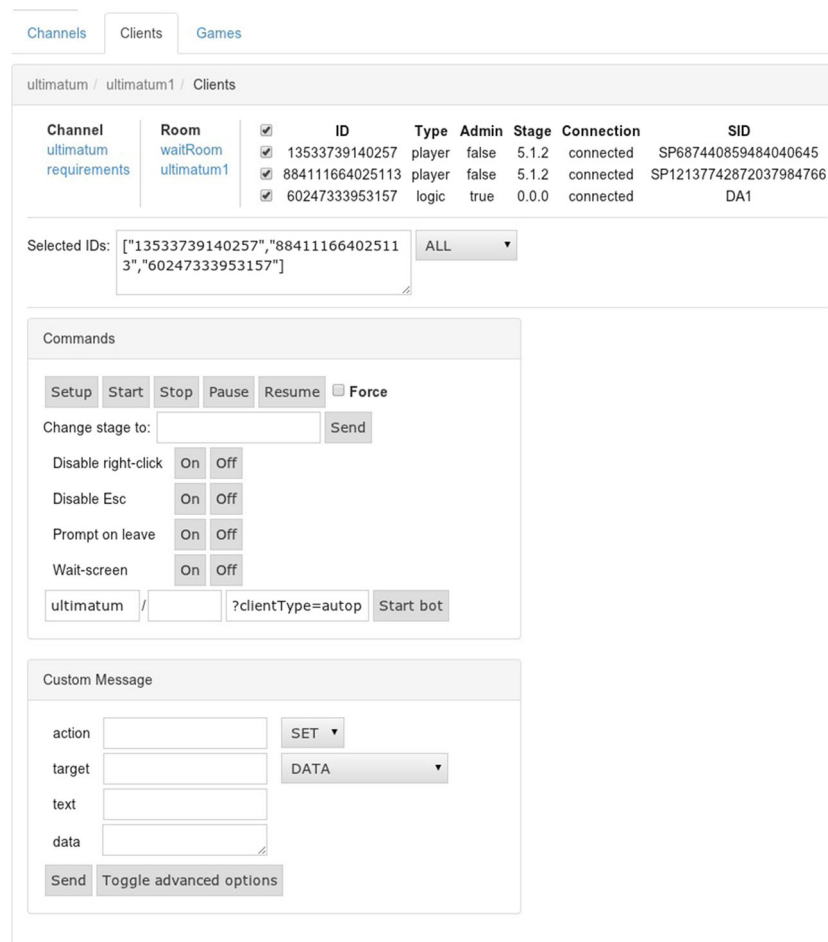 Channels Clients Games
ultimatum / ultimatum1 / Clients
Channel Room ID Type Admin Stage Connection SID
ultimatum waitRoom 13533739140257 player false 5.1.2 connected SP687440859484040645
requirements ultimatum1 884111664025113 player false 5.1.2 connected SP12137742872037984766
60247333953157 logic true 0.0.0 connected DA1
Selected IDs: ["13533739140257","88411166402511 ALL
3","60247333953157"]
Commands
Setup Start Stop Pause Resume Force
Change stage to: Send
Disable right-click On Off
Disable Esc On Off
Prompt on leave On Off
Wait-screen On Off
ultimatum / ?clientType=autop Start bot
Custom Message
action SET
target DATA
text
data
Send Toggle advanced options